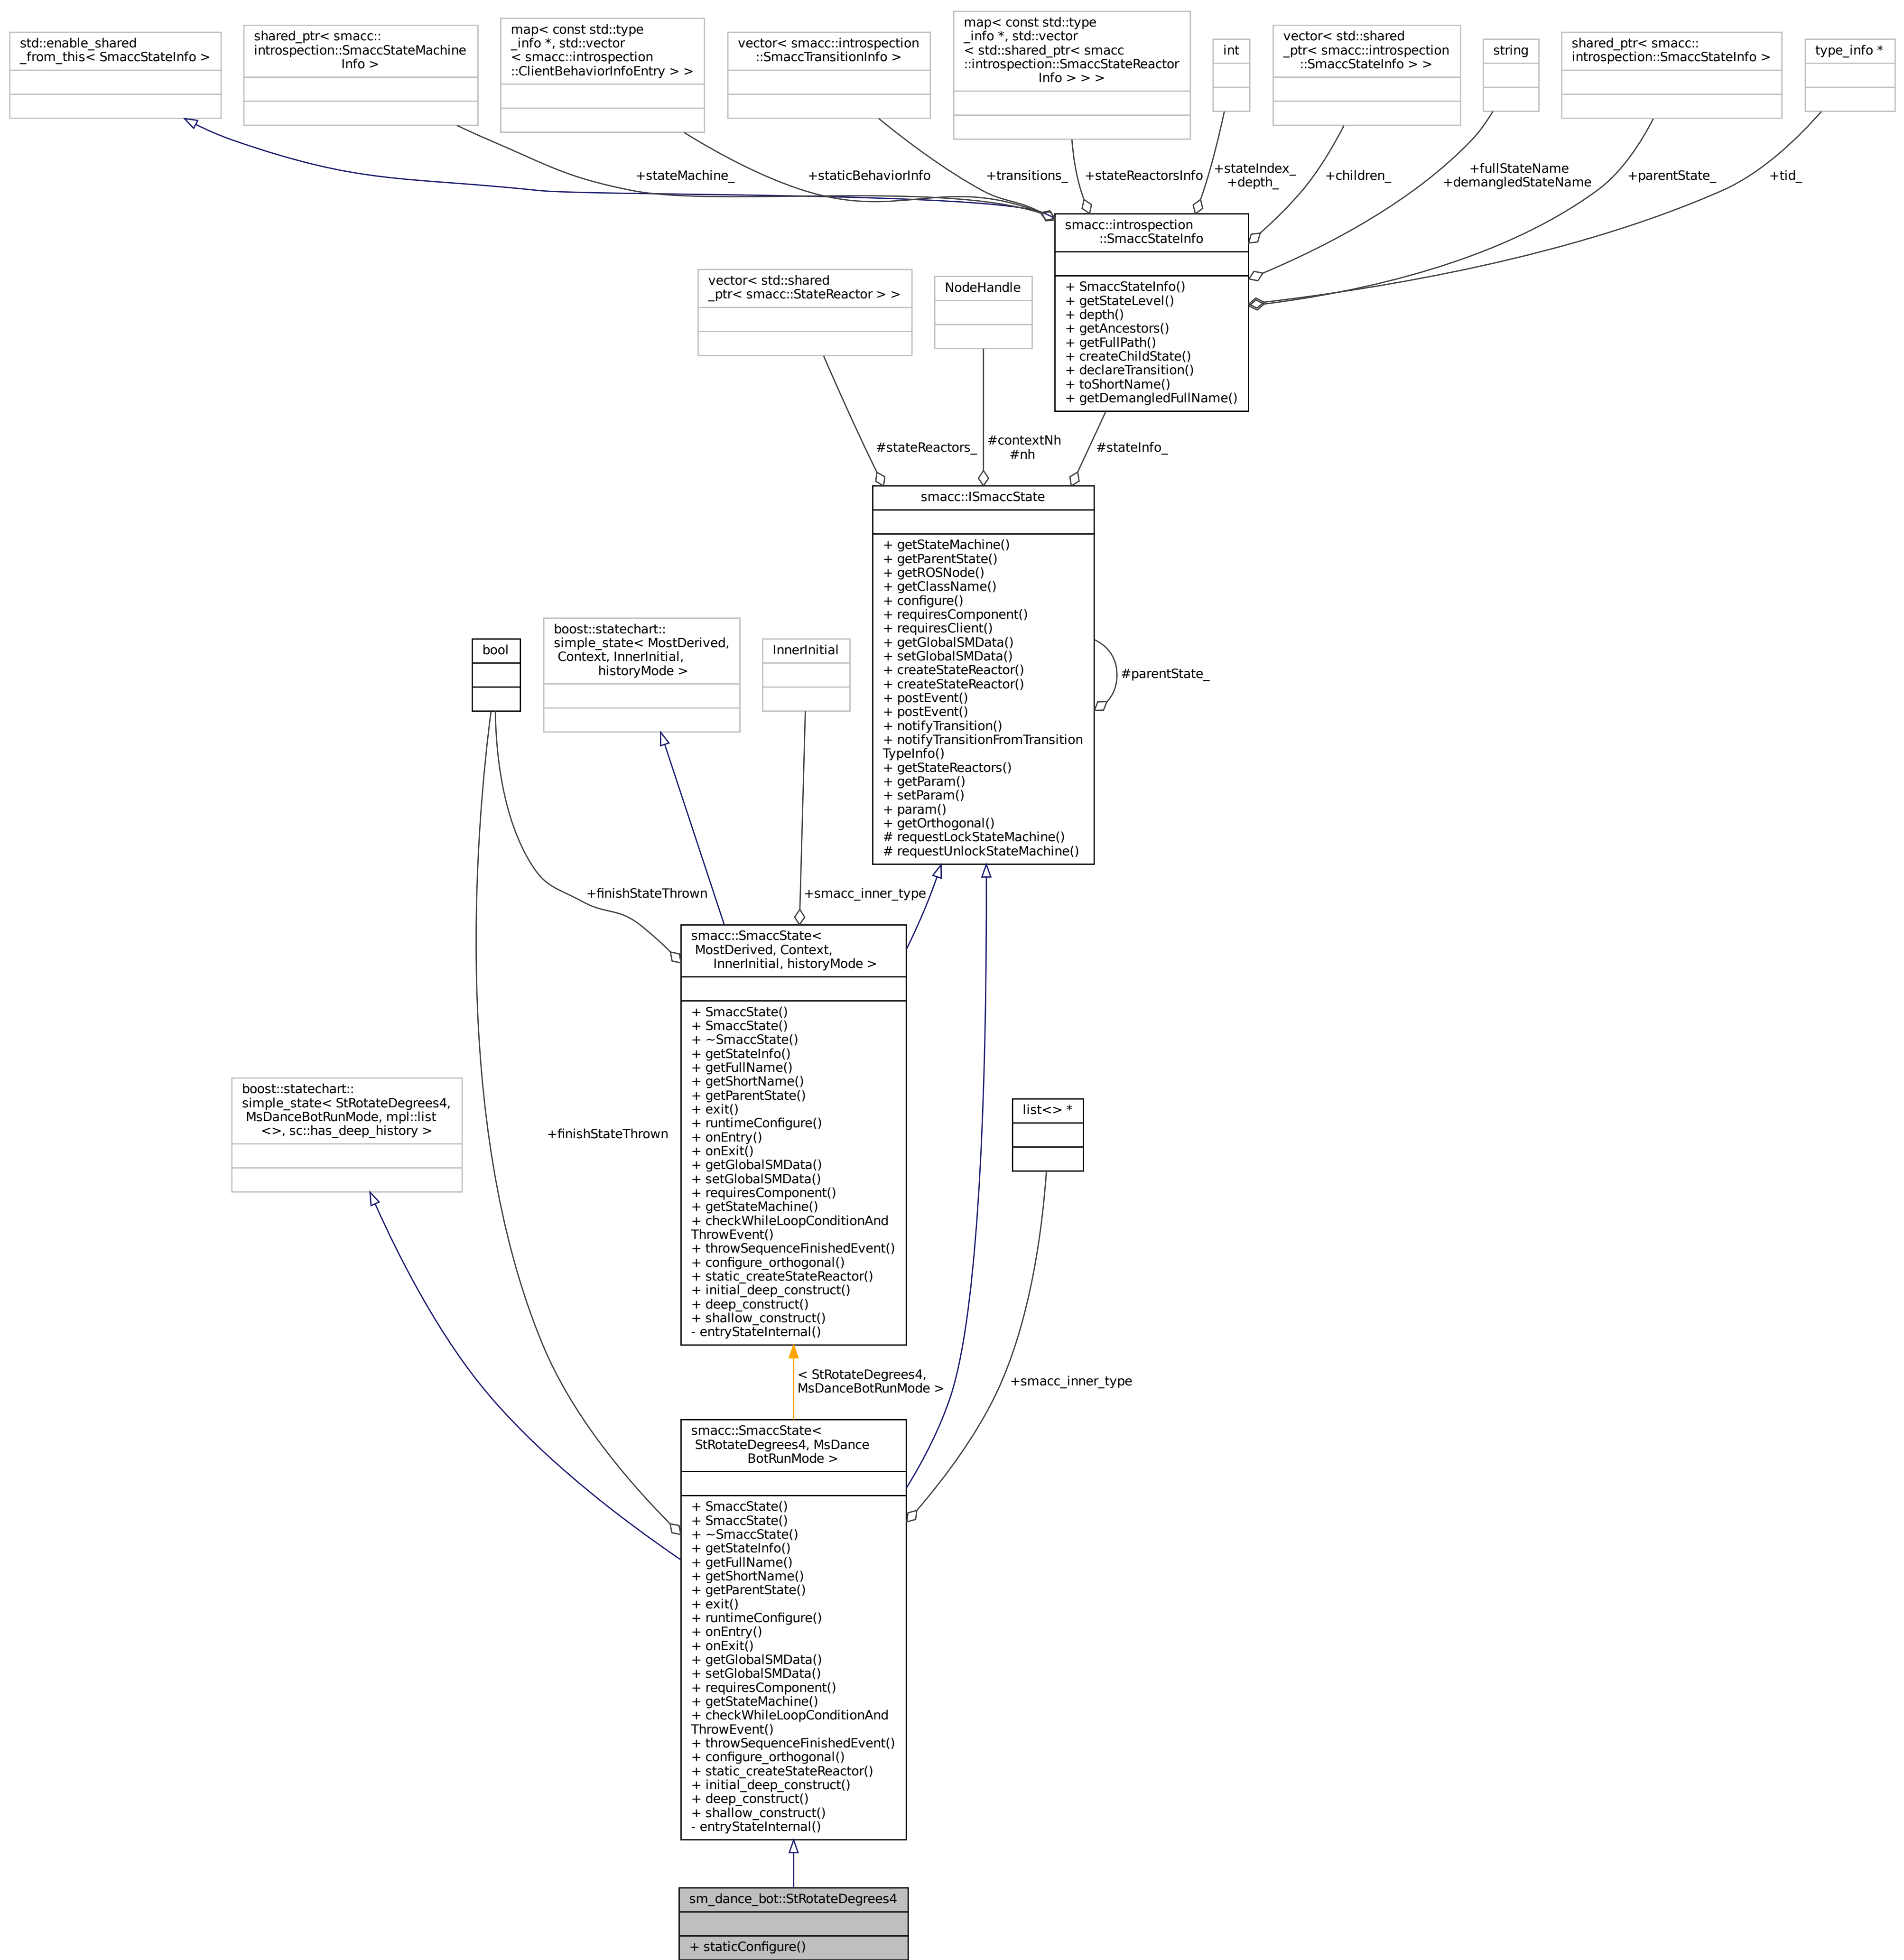 std::enable_shared
_from_this< SmaccStateInfo >
shared_ptr< smacc::
introspection::SmaccStateMachine
Info >
map< const std::type
_info *, std::vector
< smacc::introspection
::ClientBehaviorInfoEntry > >
vector< smacc::introspection
::SmaccTransitionInfo >
map< const std::type
_info *, std::vector
< std::shared_ptr< smacc
::introspection::SmaccStateReactor
Info > > >
int
vector< std::shared
_ptr< smacc::introspection
::SmaccStateInfo > >
string
shared_ptr< smacc::
introspection::SmaccStateInfo >
type_info *
+stateMachine_
+staticBehaviorInfo
+transitions_
+stateReactorsInfo
+stateIndex_
+depth_
+children_
+fullStateName
+demangledStateName
+parentState_
+tid_
smacc::introspection
::SmaccStateInfo
+ SmaccStateInfo()
+ getStateLevel()
+ depth()
+ getAncestors()
+ getFullPath()
+ createChildState()
+ declareTransition()
+ toShortName()
+ getDemangledFullName()
vector< std::shared
_ptr< smacc::StateReactor > >
NodeHandle
#stateReactors_
#contextNh
#nh
#stateInfo_
smacc::ISmaccState
+ getStateMachine()
+ getParentState()
+ getROSNode()
+ getClassName()
+ configure()
+ requiresComponent()
+ requiresClient()
+ getGlobalSMData()
+ setGlobalSMData()
+ createStateReactor()
+ createStateReactor()
+ postEvent()
+ postEvent()
+ notifyTransition()
+ notifyTransitionFromTransition
TypeInfo()
+ getStateReactors()
+ getParam()
+ setParam()
+ param()
+ getOrthogonal()
# requestLockStateMachine()
# requestUnlockStateMachine()
#parentState_
bool
boost::statechart::
simple_state< MostDerived,
Context, InnerInitial,
historyMode >
InnerInitial
+finishStateThrown
+smacc_inner_type
smacc::SmaccState<
MostDerived, Context,
InnerInitial, historyMode >
+ SmaccState()
+ SmaccState()
+ ~SmaccState()
+ getStateInfo()
+ getFullName()
+ getShortName()
+ getParentState()
+ exit()
+ runtimeConfigure()
+ onEntry()
+ onExit()
+ getGlobalSMData()
+ setGlobalSMData()
+ requiresComponent()
+ getStateMachine()
+ checkWhileLoopConditionAnd
ThrowEvent()
+ throwSequenceFinishedEvent()
+ configure_orthogonal()
+ static_createStateReactor()
+ initial_deep_construct()
+ deep_construct()
+ shallow_construct()
- entryStateInternal()
boost::statechart::
simple_state< StRotateDegrees4,
MsDanceBotRunMode, mpl::list
<>, sc::has_deep_history >
+finishStateThrown
list<> *
< StRotateDegrees4,
MsDanceBotRunMode >
+smacc_inner_type
smacc::SmaccState<
StRotateDegrees4, MsDance
BotRunMode >
+ SmaccState()
+ SmaccState()
+ ~SmaccState()
+ getStateInfo()
+ getFullName()
+ getShortName()
+ getParentState()
+ exit()
+ runtimeConfigure()
+ onEntry()
+ onExit()
+ getGlobalSMData()
+ setGlobalSMData()
+ requiresComponent()
+ getStateMachine()
+ checkWhileLoopConditionAnd
ThrowEvent()
+ throwSequenceFinishedEvent()
+ configure_orthogonal()
+ static_createStateReactor()
+ initial_deep_construct()
+ deep_construct()
+ shallow_construct()
- entryStateInternal()
sm_dance_bot::StRotateDegrees4
+ staticConfigure()